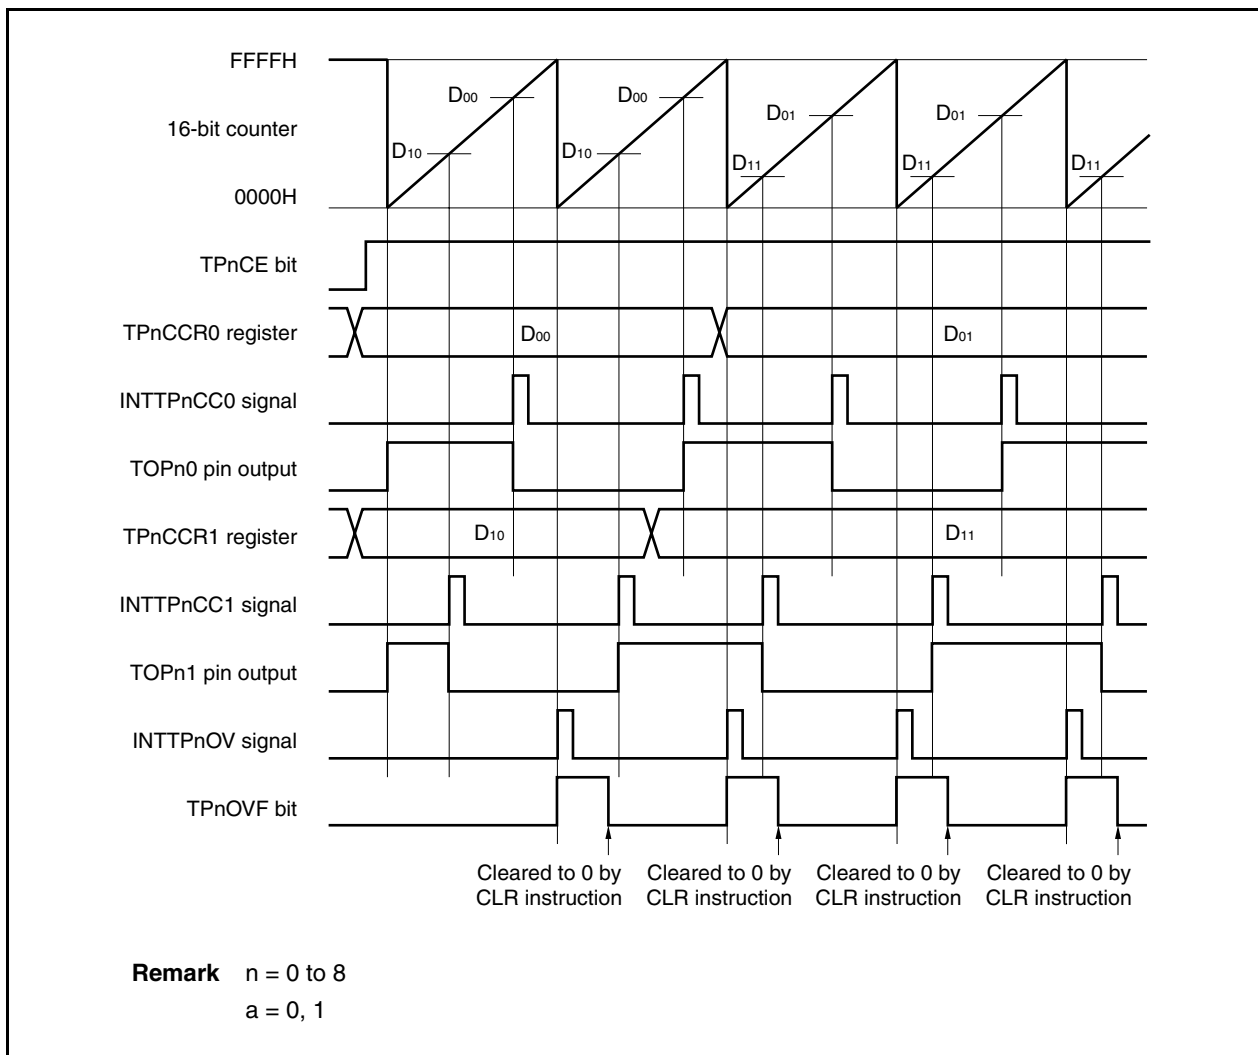 FFFFH
D00
D00
D01
D01
16-bit counter
D10
D10
D11
D11
D11
0000H
TPnCE bit
TPnCCR0 register
D00
D01
INTTPnCC0 signal
TOPn0 pin output
TPnCCR1 register
D10
D11
INTTPnCC1 signal
TOPn1 pin output
INTTPnOV signal
TPnOVF bit
Cleared to 0 by
CLR instruction
Cleared to 0 by
CLR instruction
Cleared to 0 by
CLR instruction
Cleared to 0 by
CLR instruction
Remark n = 0 to 8
a = 0, 1